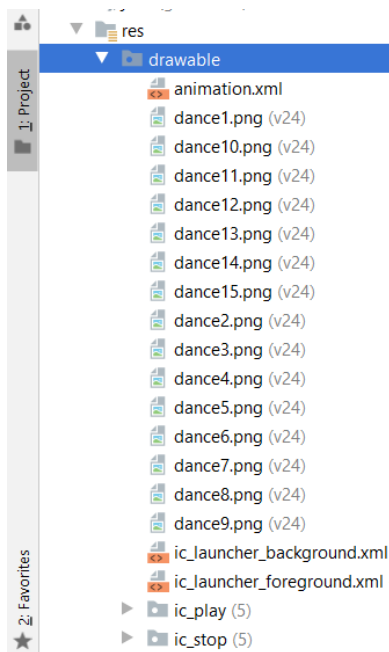 res
drawable
animation.xml
dance1.png (v24)
dance10.png (v24)
dance11.png (v24)
dance12.png (v24)
dance13.png (v24)
dance14.png (v24)
dance15.png (v24)
dance2.png (v24)
dance3.png (v24)
dance4.png (v24)
dance5.png (v24)
dance6.png (v24)
dance7.png (v24)
dance8.png (v24)
dance9.png (v24)
ic_launcher_background.xml
ic_launcher_foreground.xml
ic_play (5)
ic_stop (5)
1: Project
2: Favorites